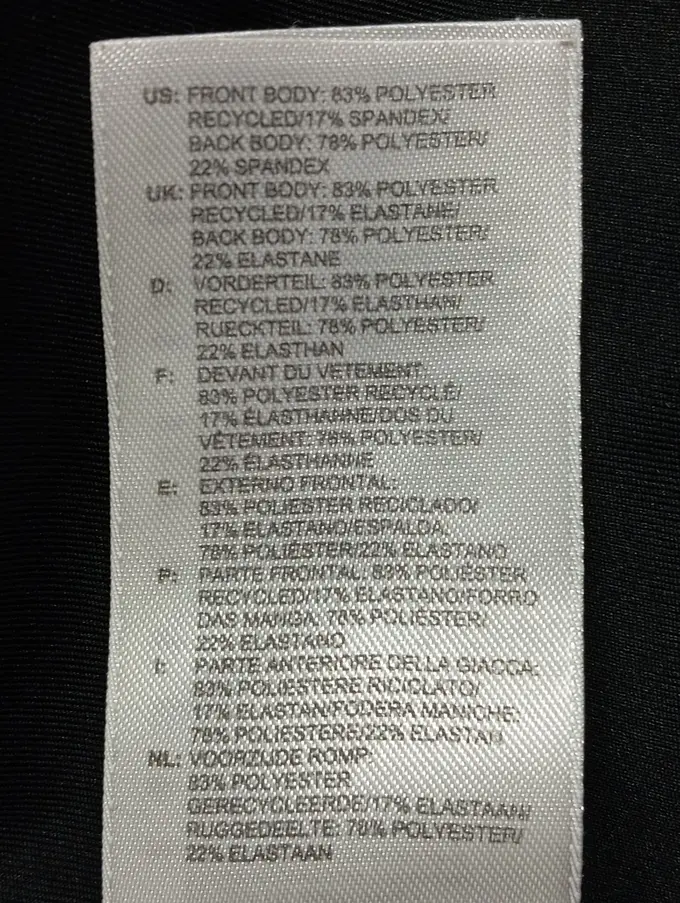 US: FRONT BODY: 83% POLYESTER
RECYCLED/17% SPANDEX/
BACK BODY: 78% POLYESTER/
22% SPANDEX
UK: FRONT BODY: 83% POLYESTER
RECYCLED/17% ELASTANE/
BACK BODY: 78% POLYESTER/
22% ELASTANE
D: VORDERTEIL: 83% POLYESTER
RECYCLED/17% ELASTHAN/
RUECKTEIL: 78% POLYESTER/
22% ELASTHAN
F: DEVANT DU VETEMENT:
83% POLYESTER RECYCLÉ/
17% ÉLASTHANNE/DOS DU
VÊTEMENT: 78% POLYESTER/
22% ÉLASTHANNE
E: EXTERNO FRONTAL:
83% POLIÉSTER RECICLADO/
17% ELASTANO/ESPALDA:
78% POLIÉSTER/22% ELASTANO
P: PARTE FRONTAL: 83% POLIÉSTER
RECYCLED/17% ELASTANO/FORRO
DAS MANGA: 78% POLIÉSTER/
22% ELASTANO
I: PARTE ANTERIORE DELLA GIACCA:
83% POLIESTERE RICICLATO/
17% ELASTAN/FODERA MANICHE:
78% POLIESTERE/22% ELASTAN
NL: VOORZIJDE ROMP:
83% POLYESTER
GERECYCLEERDE/17% ELASTAAN/
RUGGEDEELTE: 78% POLYESTER/
22% ELASTAAN